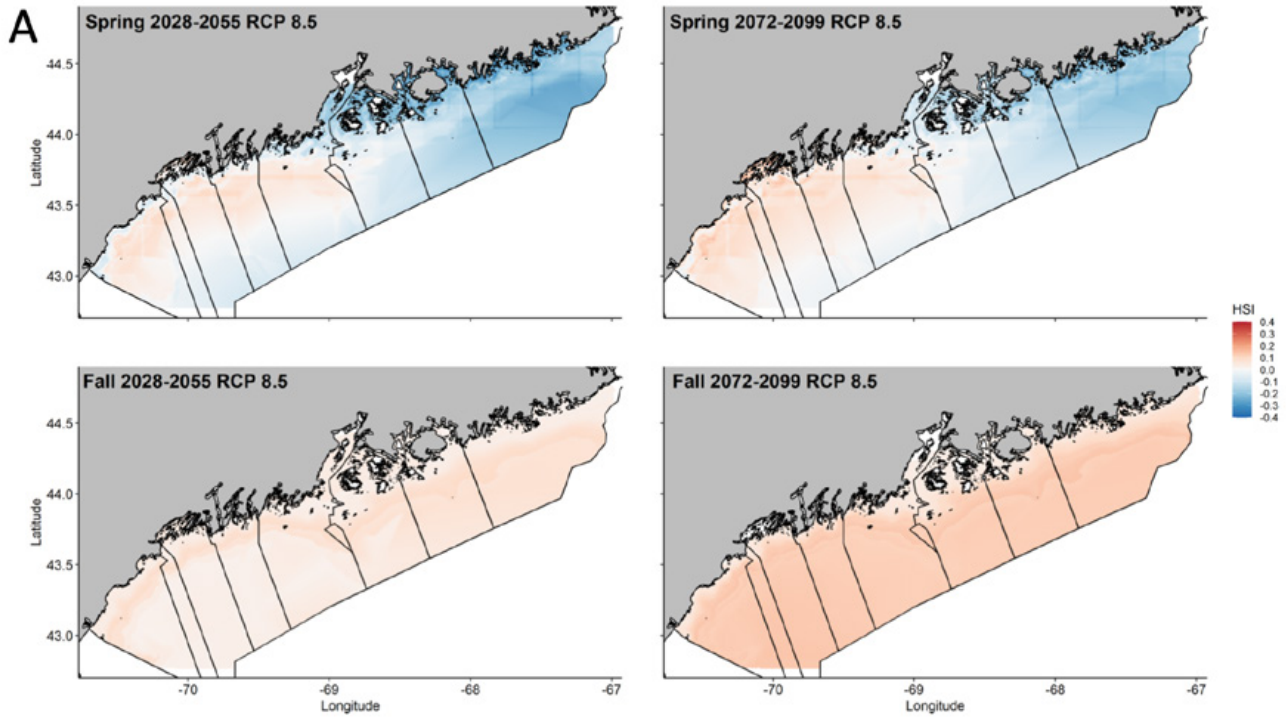 A
Spring 2028-2055 RCP 8.5
Spring 2072-2099 RCP 8.5
44.5
44.0
43.5
43.0
Latitude
HSI
0.4
0.3
0.2
0.1
0.0
-0.1
-0.2
-0.3
-0.4
Fall 2028-2055 RCP 8.5
Fall 2072-2099 RCP 8.5
44.5
44.0
43.5
43.0
Latitude
-70 -69 -68 -67
-70 -69 -68 -67
Longitude
Longitude